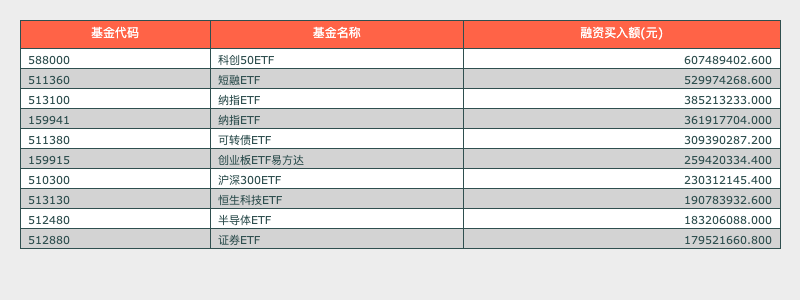 基金代码 基金名称 融资买入额(元)
588000 科创50ETF 607489402.600
511360 短融ETF 529974268.600
513100 纳指ETF 385213233.000
159941 纳指ETF 361917704.000
511380 可转债ETF 309390287.200
159915 创业板ETF易方达 259420334.400
510300 沪深300ETF 230312145.400
513130 恒生科技ETF 190783932.600
512480 半导体ETF 183206088.000
512880 证券ETF 179521660.800